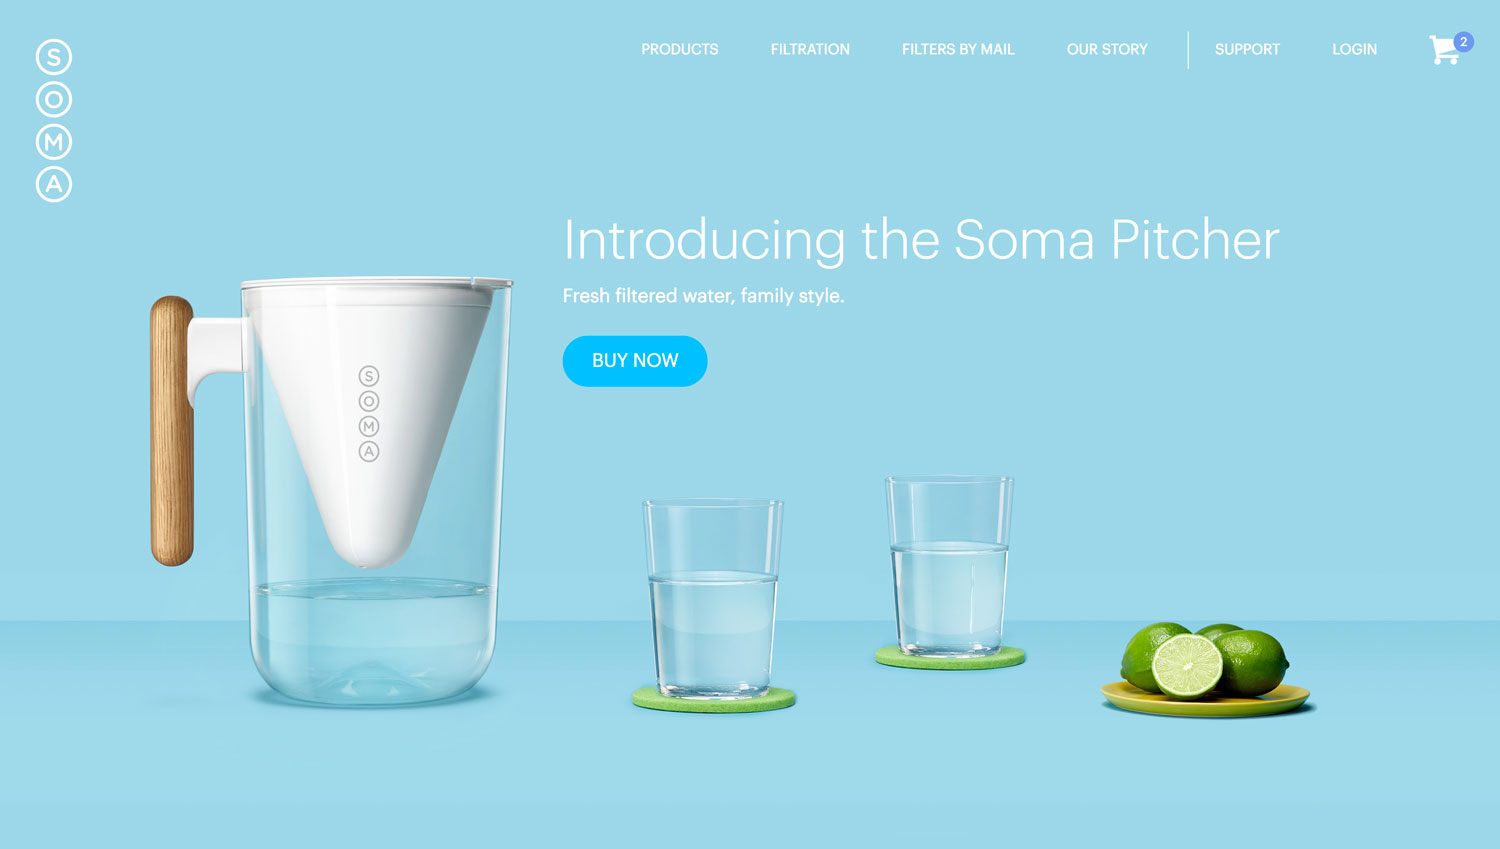 S
O
M
A
PRODUCTS FILTRATION FILTERS BY MAIL OUR STORY SUPPORT LOGIN 2
Introducing the Soma Pitcher
Fresh filtered water, family style.
BUY NOW
S
O
M
A